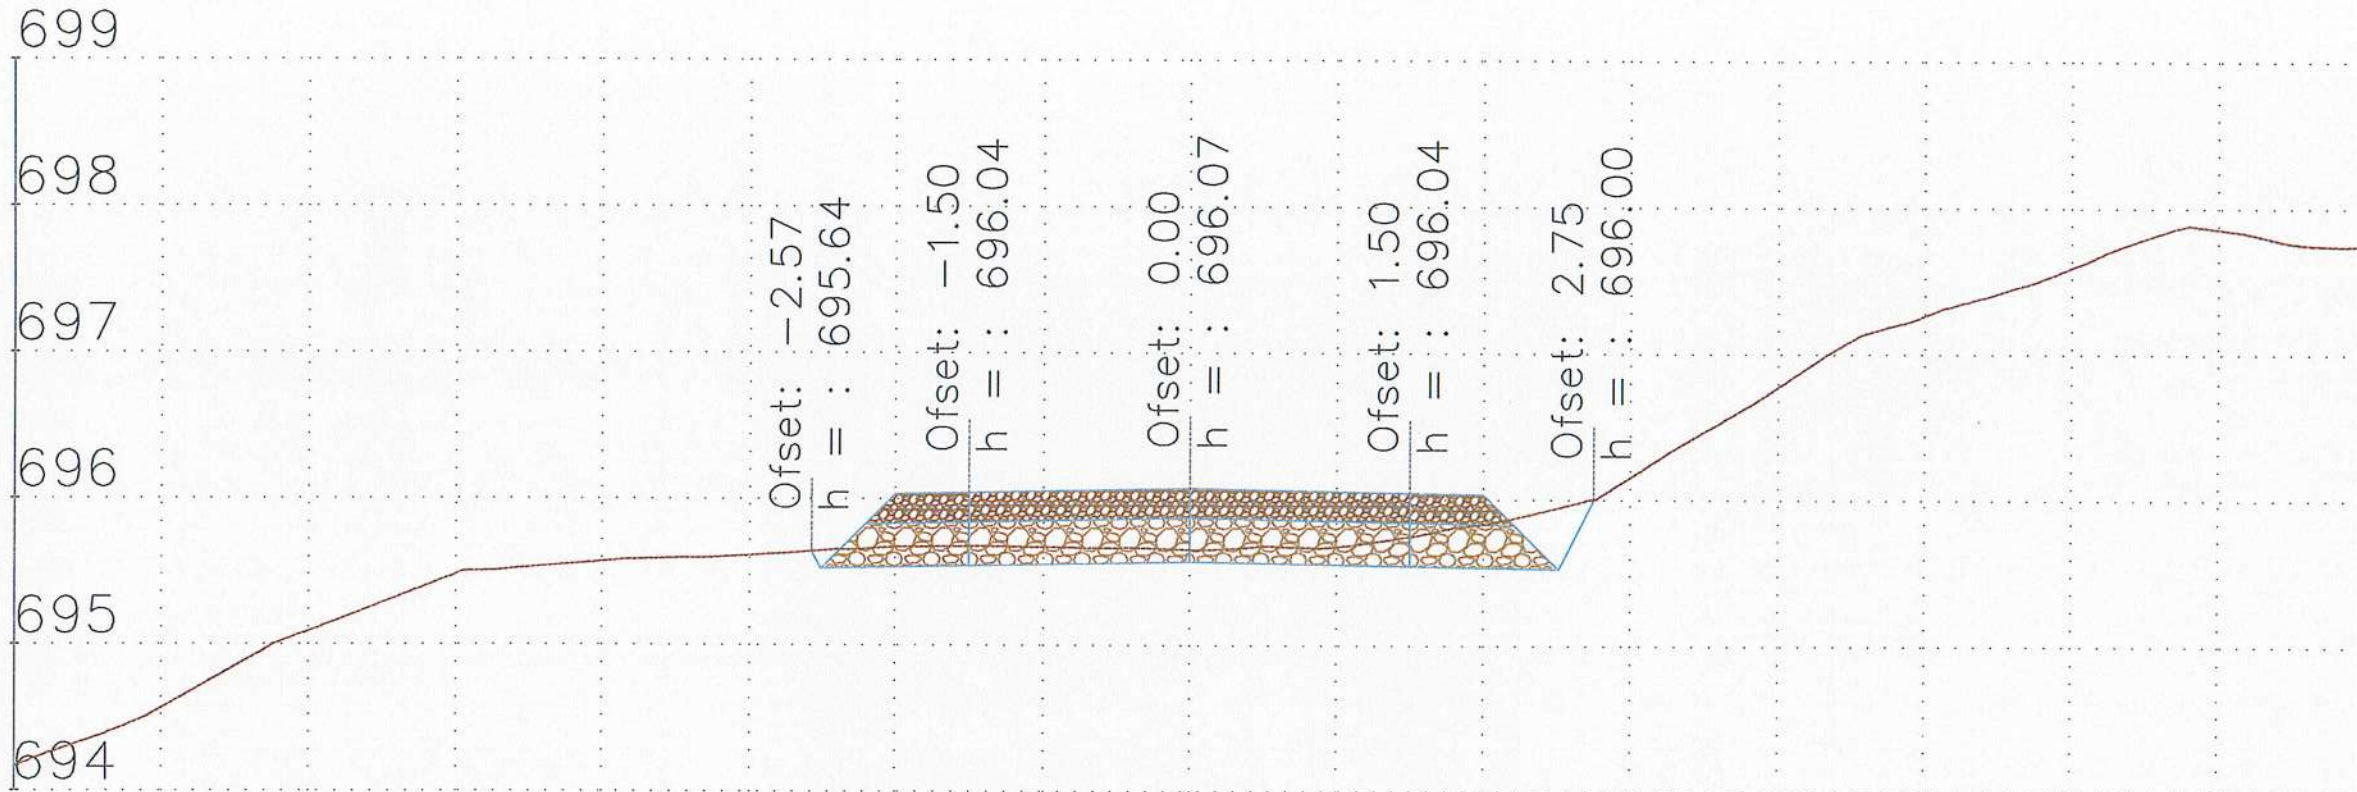 699
698
697
696
695
694
Ofset: -2.57
h = : 695.64
Ofset: -1.50
h = : 696.04
Ofset: 0.00
h = : 696.07
Ofset: 1.50
h = : 696.04
Ofset: 2.75
h = : 696.00